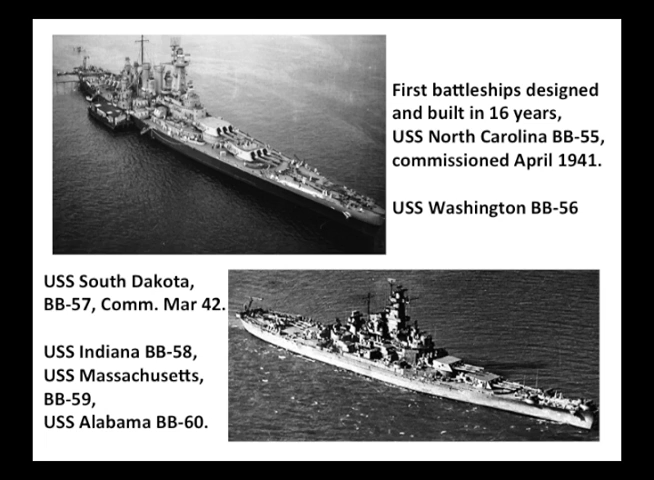 First battleships designed
and built in 16 years,
USS North Carolina BB-55,
commissioned April 1941.
USS Washington BB-56
USS South Dakota,
BB-57, Comm. Mar 42.
USS Indiana BB-58,
USS Massachusetts,
BB-59,
USS Alabama BB-60.